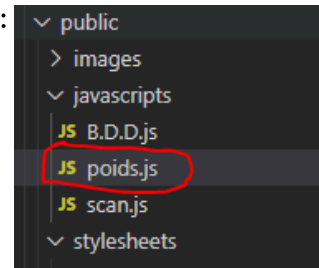 :
public
images
javascripts
JS B.D.D.js
JS poids.js
JS scan.js
stylesheets